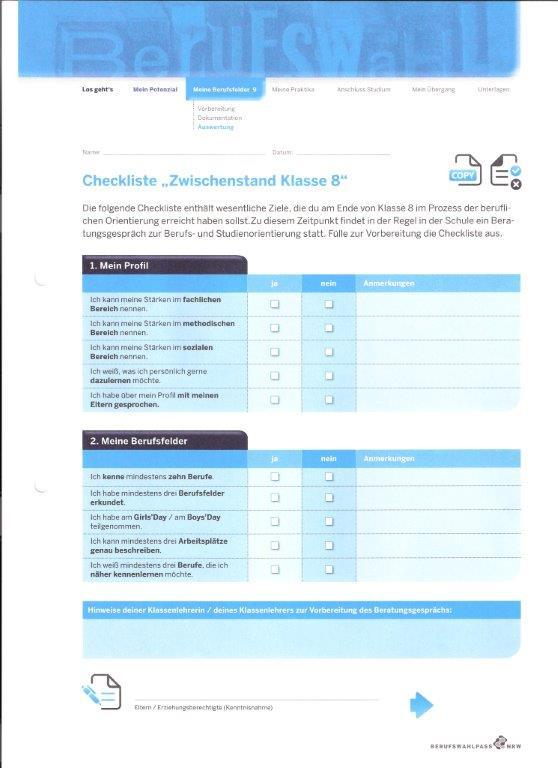 Berufswahl
Los geht's Mein Potenzial Meine Berufsfelder 9 Meine Praktika Anschluss Studium Mein Übergang Unterlagen
Vorbereitung
Dokumentation
Auswertung
Name: Datum:
COPY
Checkliste „Zwischenstand Klasse 8“
Die folgende Checkliste enthält wesentliche Ziele, die du am Ende von Klasse 8 im Prozess der berufli-
chen Orientierung erreicht haben sollst. Zu diesem Zeitpunkt findet in der Regel in der Schule ein Bera-
tungsgespräch zur Berufs- und Studienorientierung statt. Fülle zur Vorbereitung die Checkliste aus.
1. Mein Profil
ja nein Anmerkungen
Ich kann meine Stärken im fachlichen
Bereich nennen.
Ich kann meine Stärken im methodischen
Bereich nennen.
Ich kann meine Stärken im sozialen
Bereich nennen.
Ich weiß, was ich persönlich gerne
dazulernen möchte.
Ich habe über mein Profil mit meinen
Eltern gesprochen.
2. Meine Berufsfelder
ja nein Anmerkungen
Ich kenne mindestens zehn Berufe.
Ich habe mindestens drei Berufsfelder
erkundet.
Ich habe am Girls'Day / am Boys'Day
teilgenommen.
Ich kann mindestens drei Arbeitsplätze
genau beschreiben.
Ich weiß mindestens drei Berufe, die ich
näher kennenlernen möchte.
Hinweise deiner Klassenlehrerin / deines Klassenlehrers zur Vorbereitung des Beratungsgesprächs:
Eltern / Erziehungsberechtigte (Kenntnisnahme)
BERUFSWAHLPASS NRW